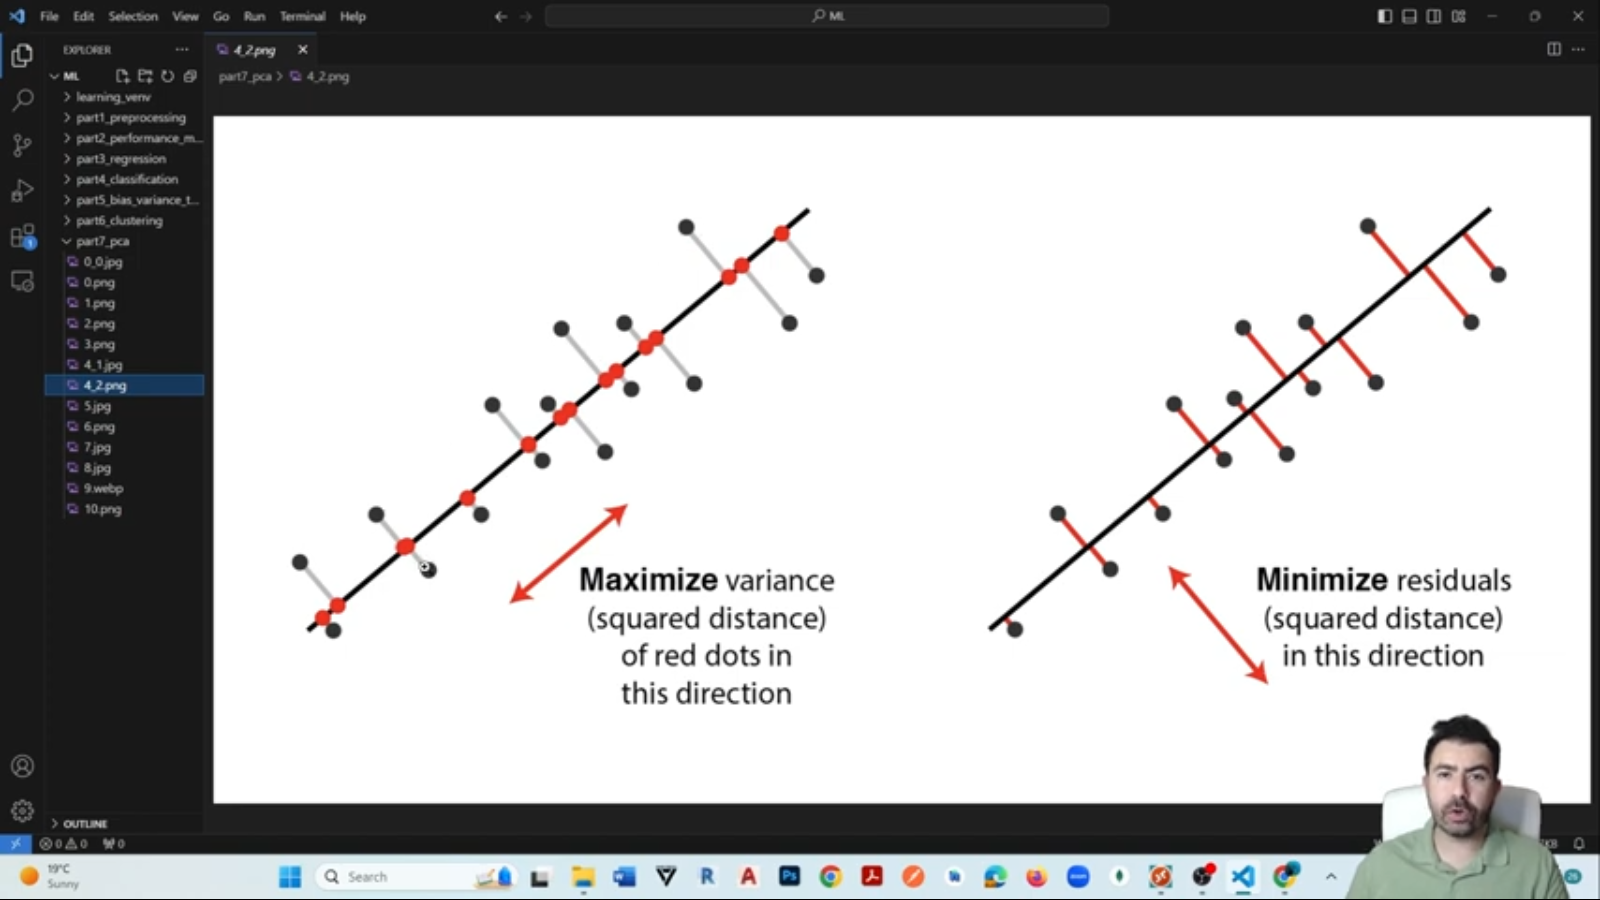 File Edit Selection View Go Run Terminal Help
ML
EXPLORER
4_2.png
ML
part7_pca > 4_2.png
learning_venv
part1_preprocessing
part2_performance_m...
part3_regression
part4_classification
part5_bias_variance_t...
part6_clustering
part7_pca
0_0.jpg
0.png
1.png
2.png
3.png
4_1.jpg
4_2.png
5.jpg
6.png
7.jpg
8.jpg
9.webp
10.png
Maximize variance
(squared distance)
of red dots in
this direction
Minimize residuals
(squared distance)
in this direction
OUTLINE
0 0 0
19°C
Sunny
Search